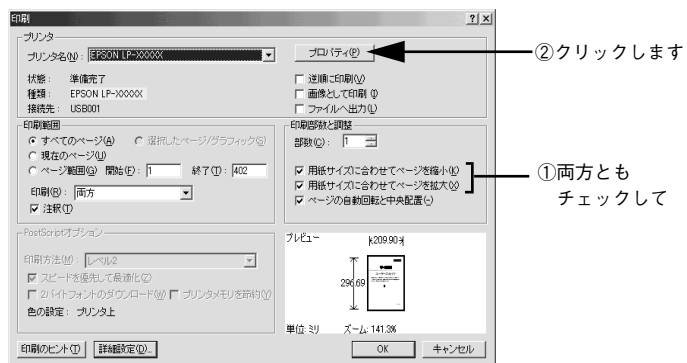 印刷
プリンタ
プリンタ名(N): EPSON LP-XXXXX
プロパティ(P)
②クリックします
状態: 準備完了
種類: EPSON LP-XXXXX
接続先: USB001
逆順に印刷(V)
画像として印刷(I)
ファイルへ出力(L)
印刷範囲
すべてのページ(A) 選択したページ/グラフィック(S)
現在のページ(U)
ページ範囲(G) 開始(F): 1 終了(T): 402
印刷(R): 両方
注釈(T)
印刷部数と調整
部数(C): 1
用紙サイズに合わせてページを縮小(K)
用紙サイズに合わせてページを拡大(X)
ページの自動回転と中央配置(-)
①両方とも
チェックして
PostScriptオプション
印刷方法(M): レベル2
スピードを優先して最適化(Z)
2バイトフォントのダウンロード(W) プリンタメモリを節約(Y)
色の設定: プリンタ上
プレビュー
209.90
296.69
単位: ミリ ズーム: 141.3%
印刷のヒント(T) 詳細設定(D)...
OK キャンセル